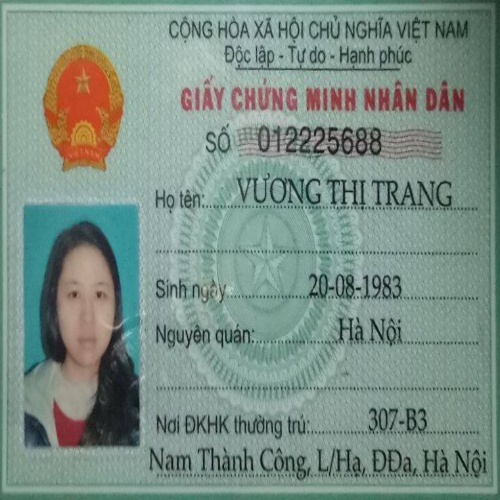 CỘNG HÒA XÃ HỘI CHỦ NGHĨA VIỆT NAM
Độc lập - Tự do - Hạnh phúc
GIẤY CHỨNG MINH NHÂN DÂN
SỐ 012225688
Họ tên: VƯƠNG THỊ TRANG
Sinh ngày 20-08-1983
Nguyên quán: Hà Nội
Nơi ĐKHK thường trú: 307-B3
Nam Thành Công, L/Hạ, ĐĐa, Hà Nội
VIỆT NAM